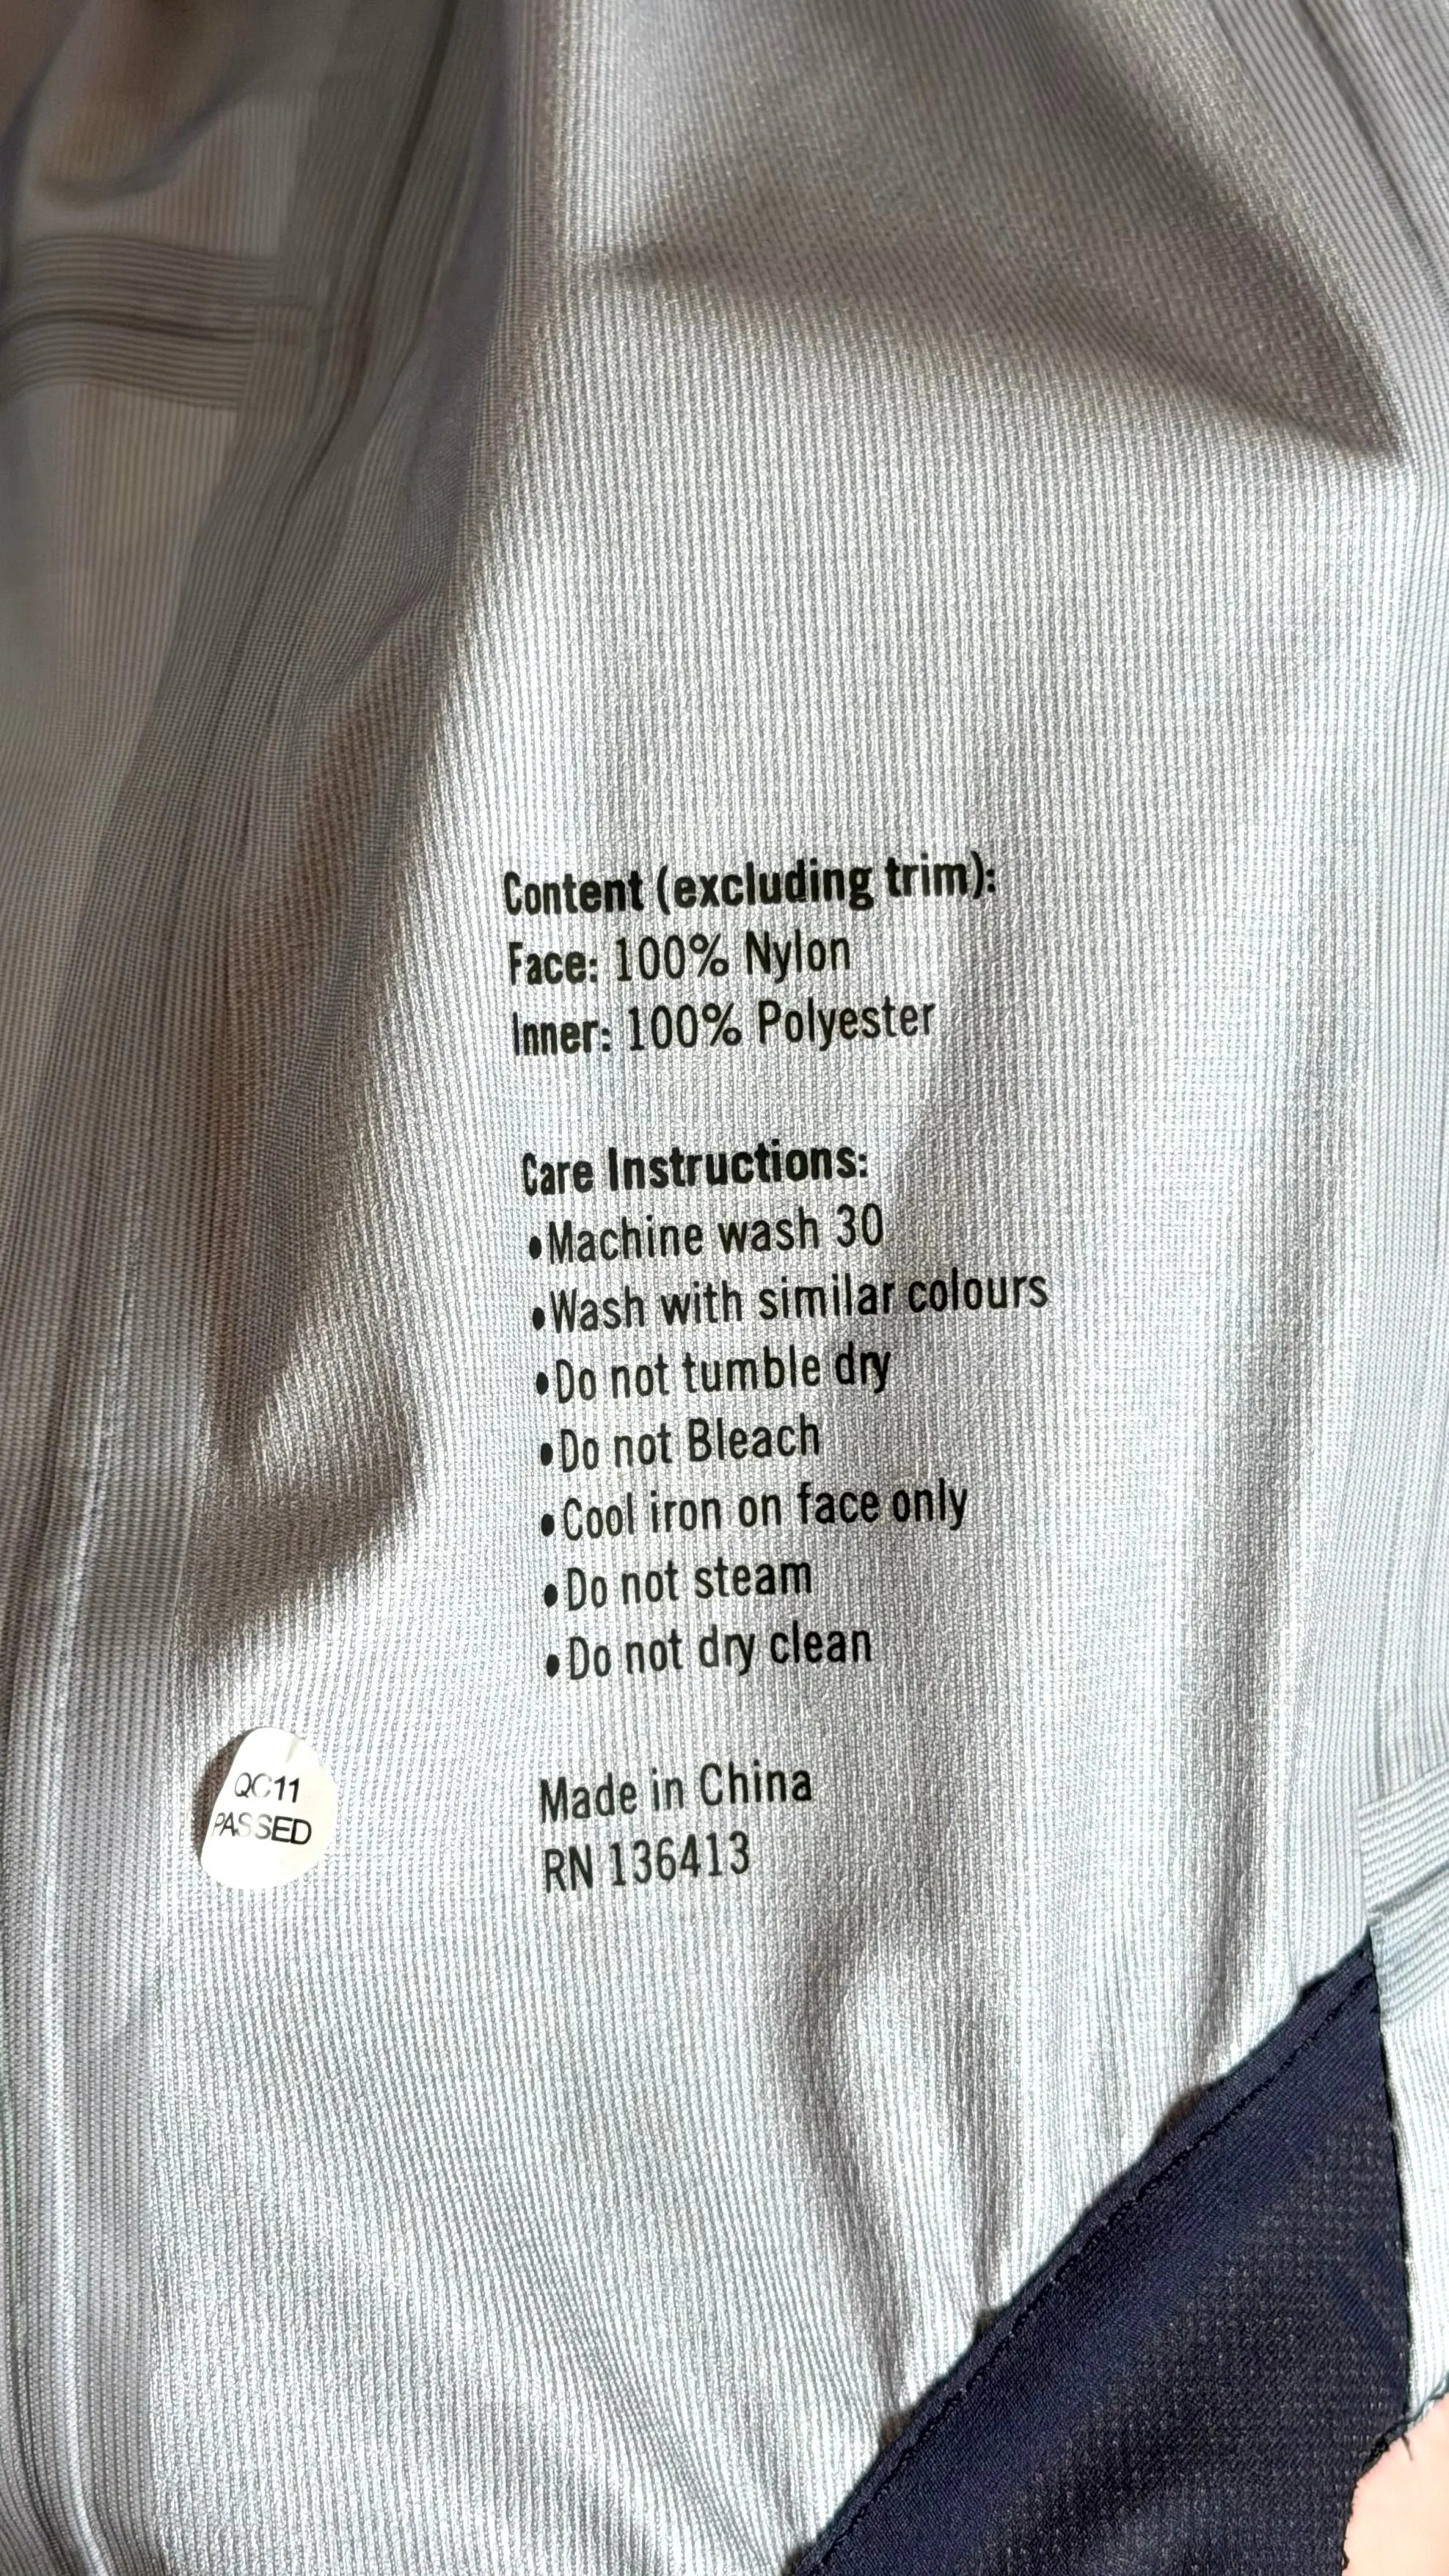 Content (excluding trim):
Face: 100% Nylon
Inner: 100% Polyester
Care Instructions:
•Machine wash 30
•Wash with similar colours
•Do not tumble dry
•Do not Bleach
•Cool iron on face only
•Do not steam
•Do not dry clean
Made in China
RN 136413
QC11
PASSED